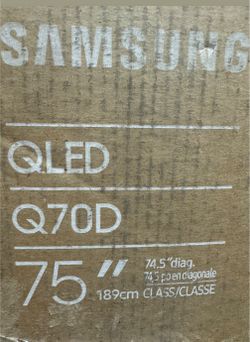 SAMSUNG
QLED
Q70D
75" 74.5" diag.
74,5 po en diagonale
189cm CLASS/CLASSE